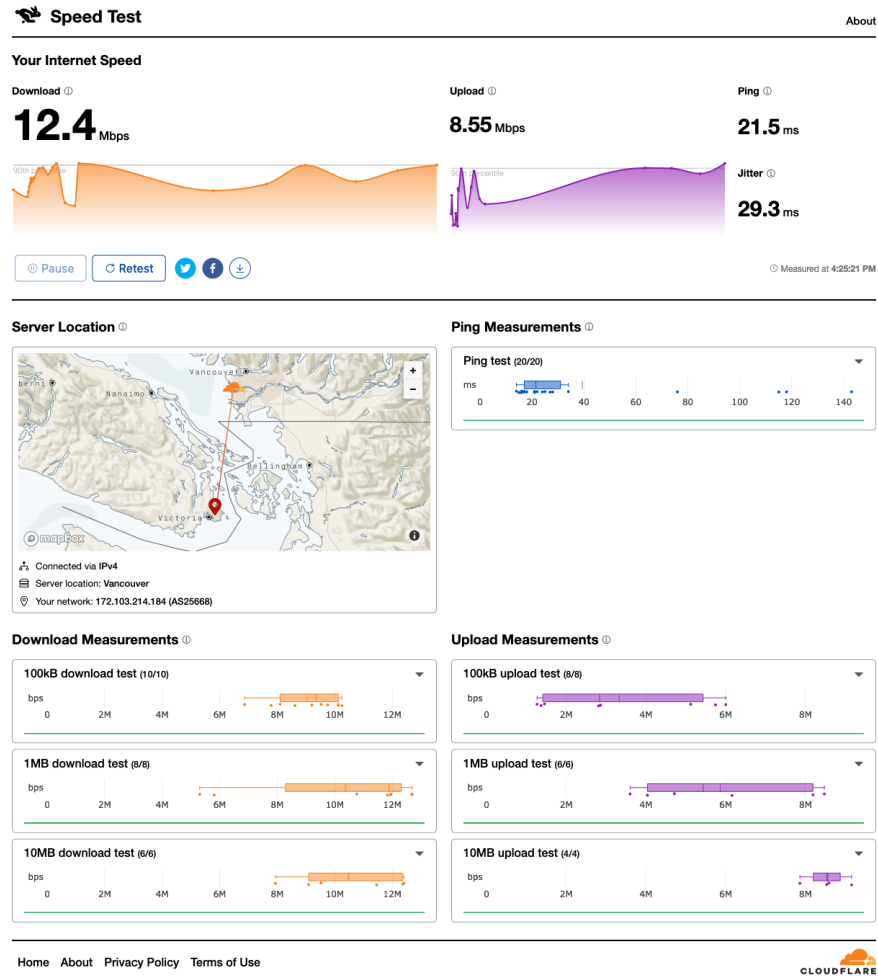 Speed Test
About
Your Internet Speed
Download
12.4 Mbps
90th percentile
Upload
8.55 Mbps
90th percentile
Ping
21.5 ms
Jitter
29.3 ms
Pause
Retest
Measured at 4:25:21 PM
Server Location
Vancouver
Nanaimo
berni
Bellingham
Victoria
mapbox
+
−
Connected via IPv4
Server location: Vancouver
Your network: 172.103.214.184 (AS25668)
Ping Measurements
Ping test (20/20)
ms
0 20 40 60 80 100 120 140
Download Measurements
100kB download test (10/10)
bps
0 2M 4M 6M 8M 10M 12M
1MB download test (8/8)
bps
0 2M 4M 6M 8M 10M 12M
10MB download test (6/6)
bps
0 2M 4M 6M 8M 10M 12M
Upload Measurements
100kB upload test (8/8)
bps
0 2M 4M 6M 8M
1MB upload test (6/6)
bps
0 2M 4M 6M 8M
10MB upload test (4/4)
bps
0 2M 4M 6M 8M
Home About Privacy Policy Terms of Use
CLOUDFLARE